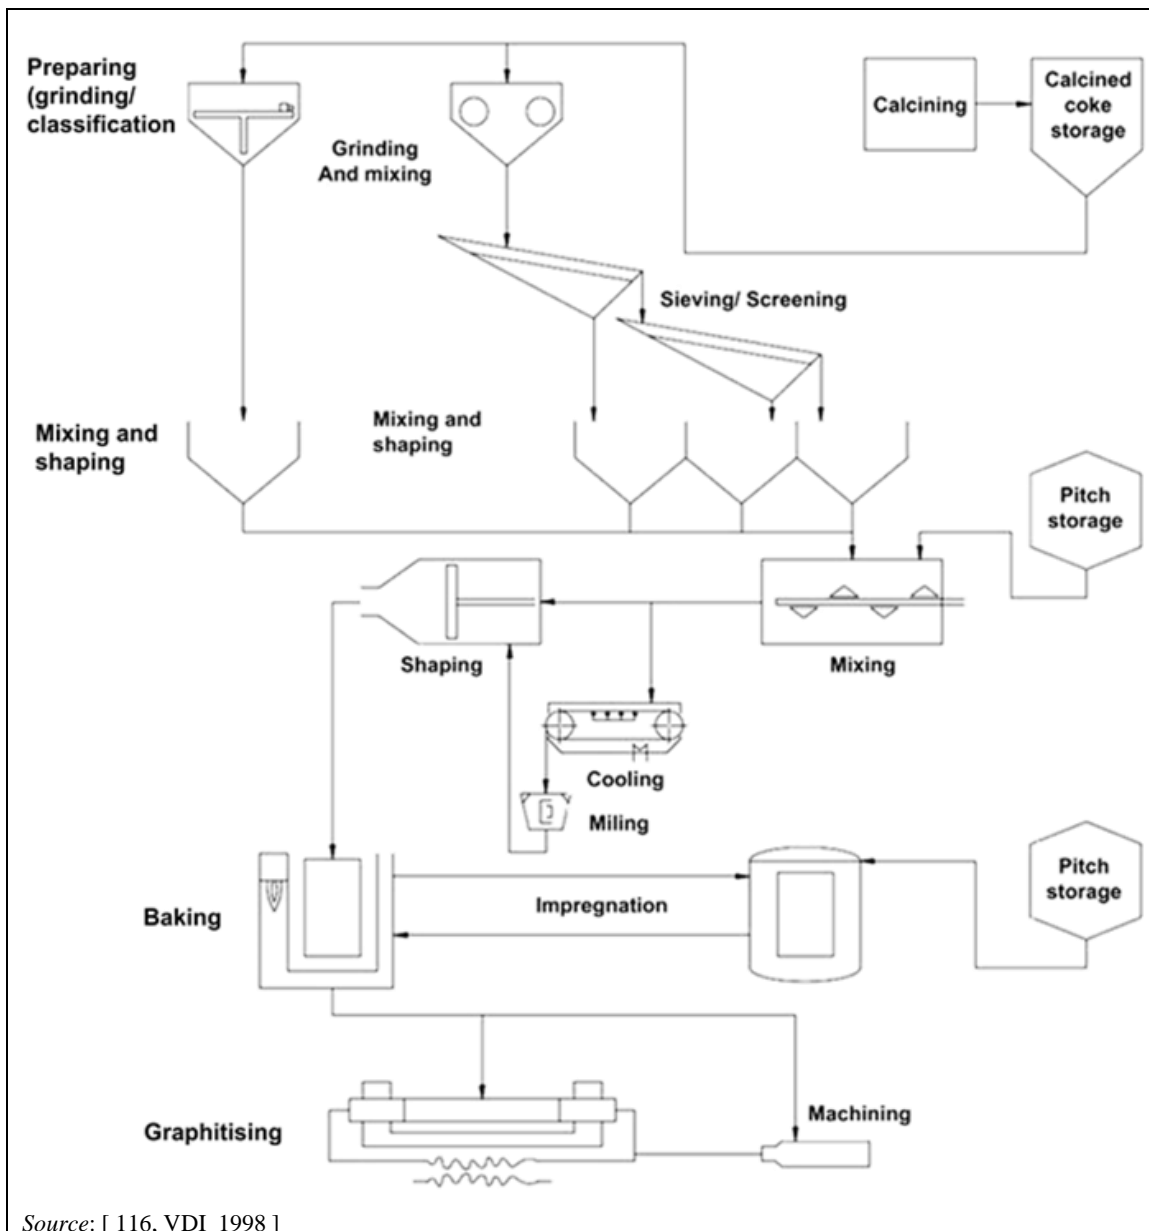 Preparing
(grinding/
classification
Grinding
And mixing
Calcining
Calcined
coke
storage
Sieving/ Screening
Mixing and
shaping
Mixing and
shaping
Pitch
storage
Shaping
Mixing
Cooling
Miling
Baking
Impregnation
Pitch
storage
Graphitising
Machining
Source: [ 116, VDI 1998 ]